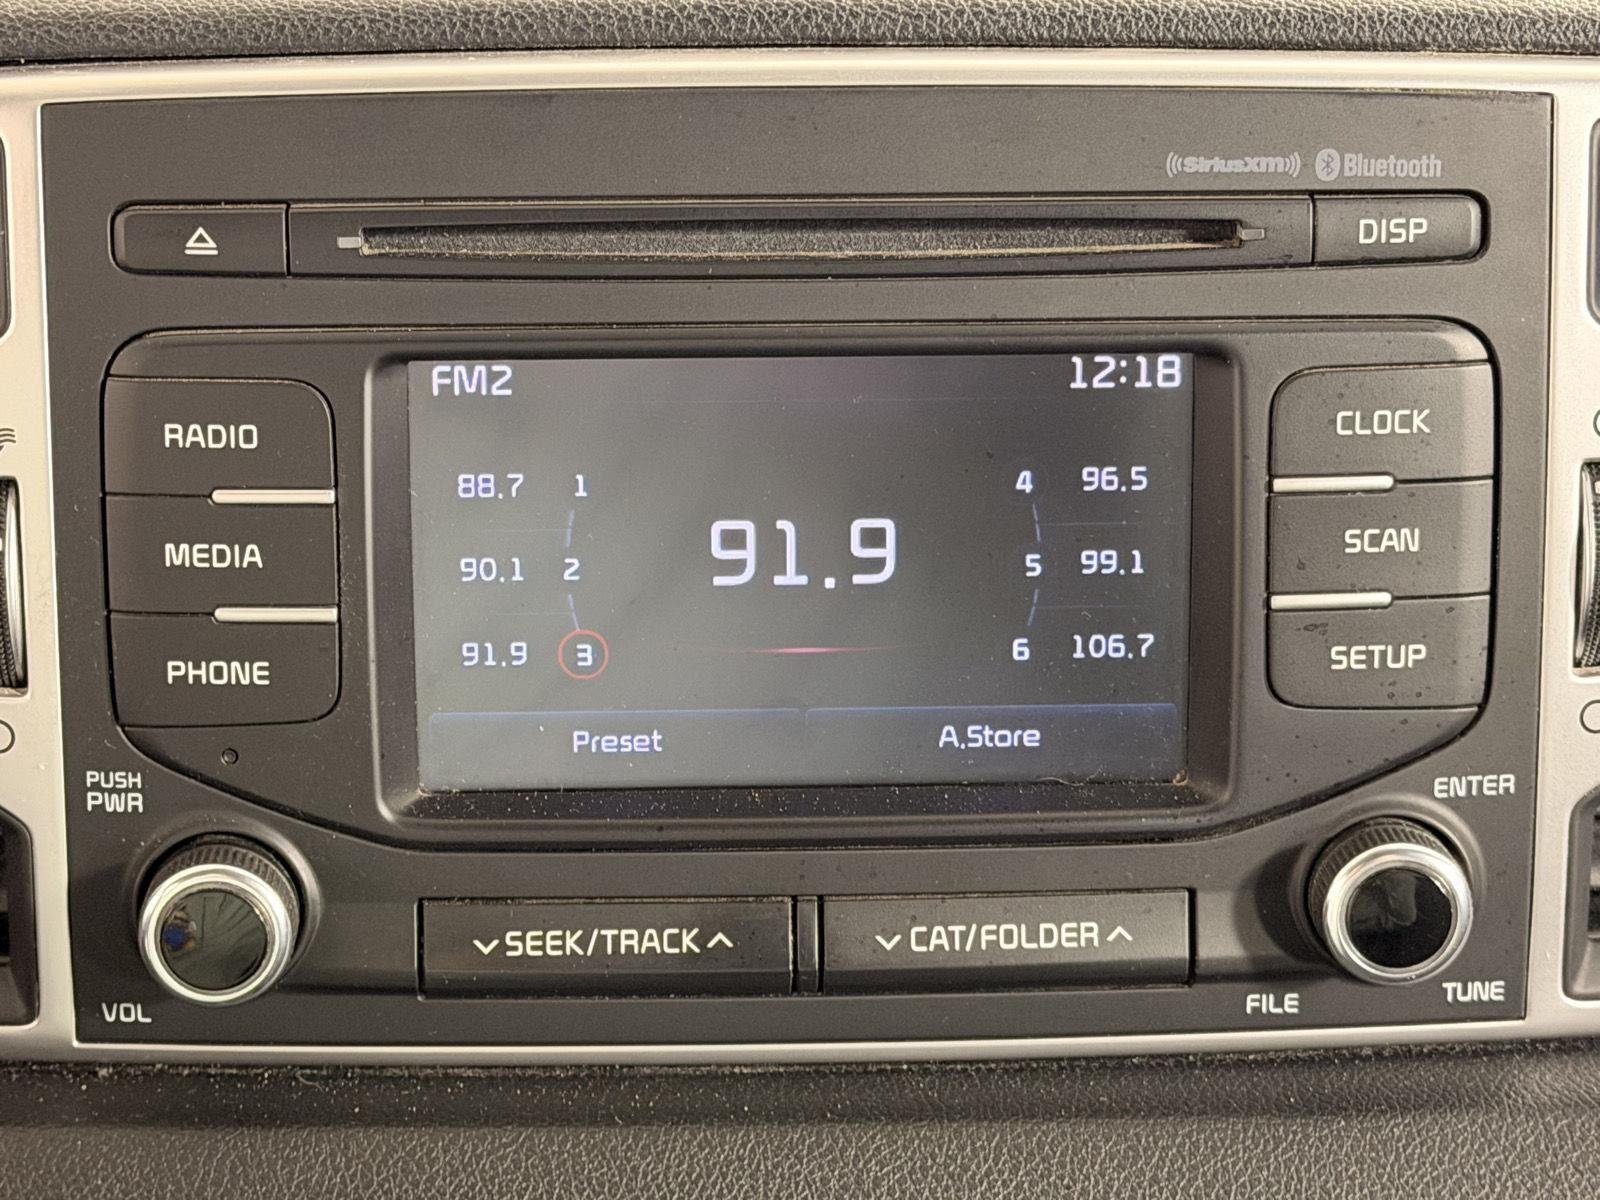 SiriusXM Bluetooth
DISP
FM2 12:18
RADIO
MEDIA
PHONE
88.7 1
90.1 2
91.9 3
91.9
4 96.5
5 99.1
6 106.7
Preset A.Store
CLOCK
SCAN
SETUP
PUSH
PWR
VOL
SEEK/TRACK
CAT/FOLDER
ENTER
FILE
TUNE